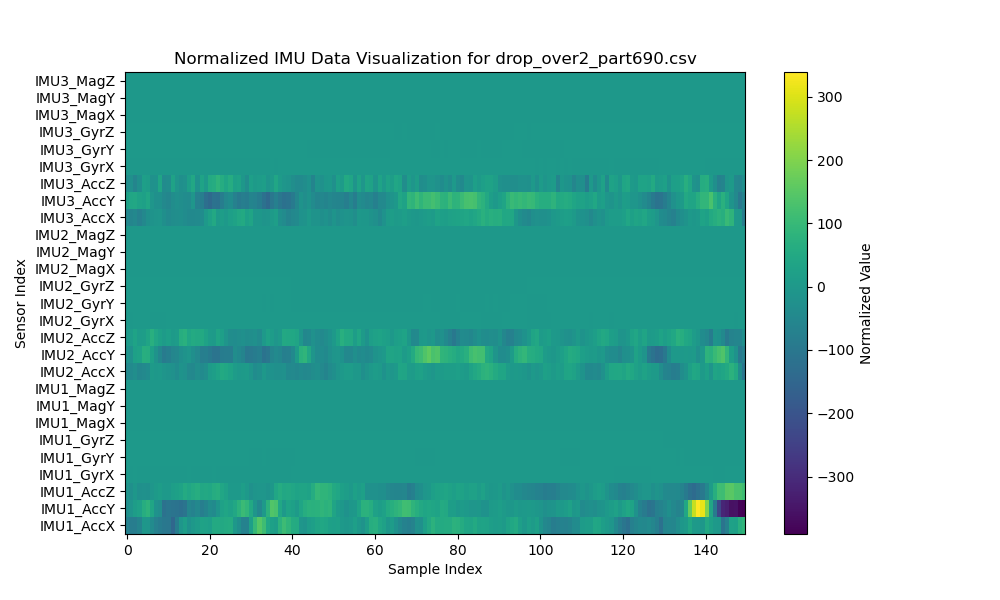 Normalized IMU Data Visualization for drop_over2_part690.csv
Sensor Index
IMU3_MagZ
IMU3_MagY
IMU3_MagX
IMU3_GyrZ
IMU3_GyrY
IMU3_GyrX
IMU3_AccZ
IMU3_AccY
IMU3_AccX
IMU2_MagZ
IMU2_MagY
IMU2_MagX
IMU2_GyrZ
IMU2_GyrY
IMU2_GyrX
IMU2_AccZ
IMU2_AccY
IMU2_AccX
IMU1_MagZ
IMU1_MagY
IMU1_MagX
IMU1_GyrZ
IMU1_GyrY
IMU1_GyrX
IMU1_AccZ
IMU1_AccY
IMU1_AccX
0 20 40 60 80 100 120 140
Sample Index
300
200
100
0
−100
−200
−300
Normalized Value